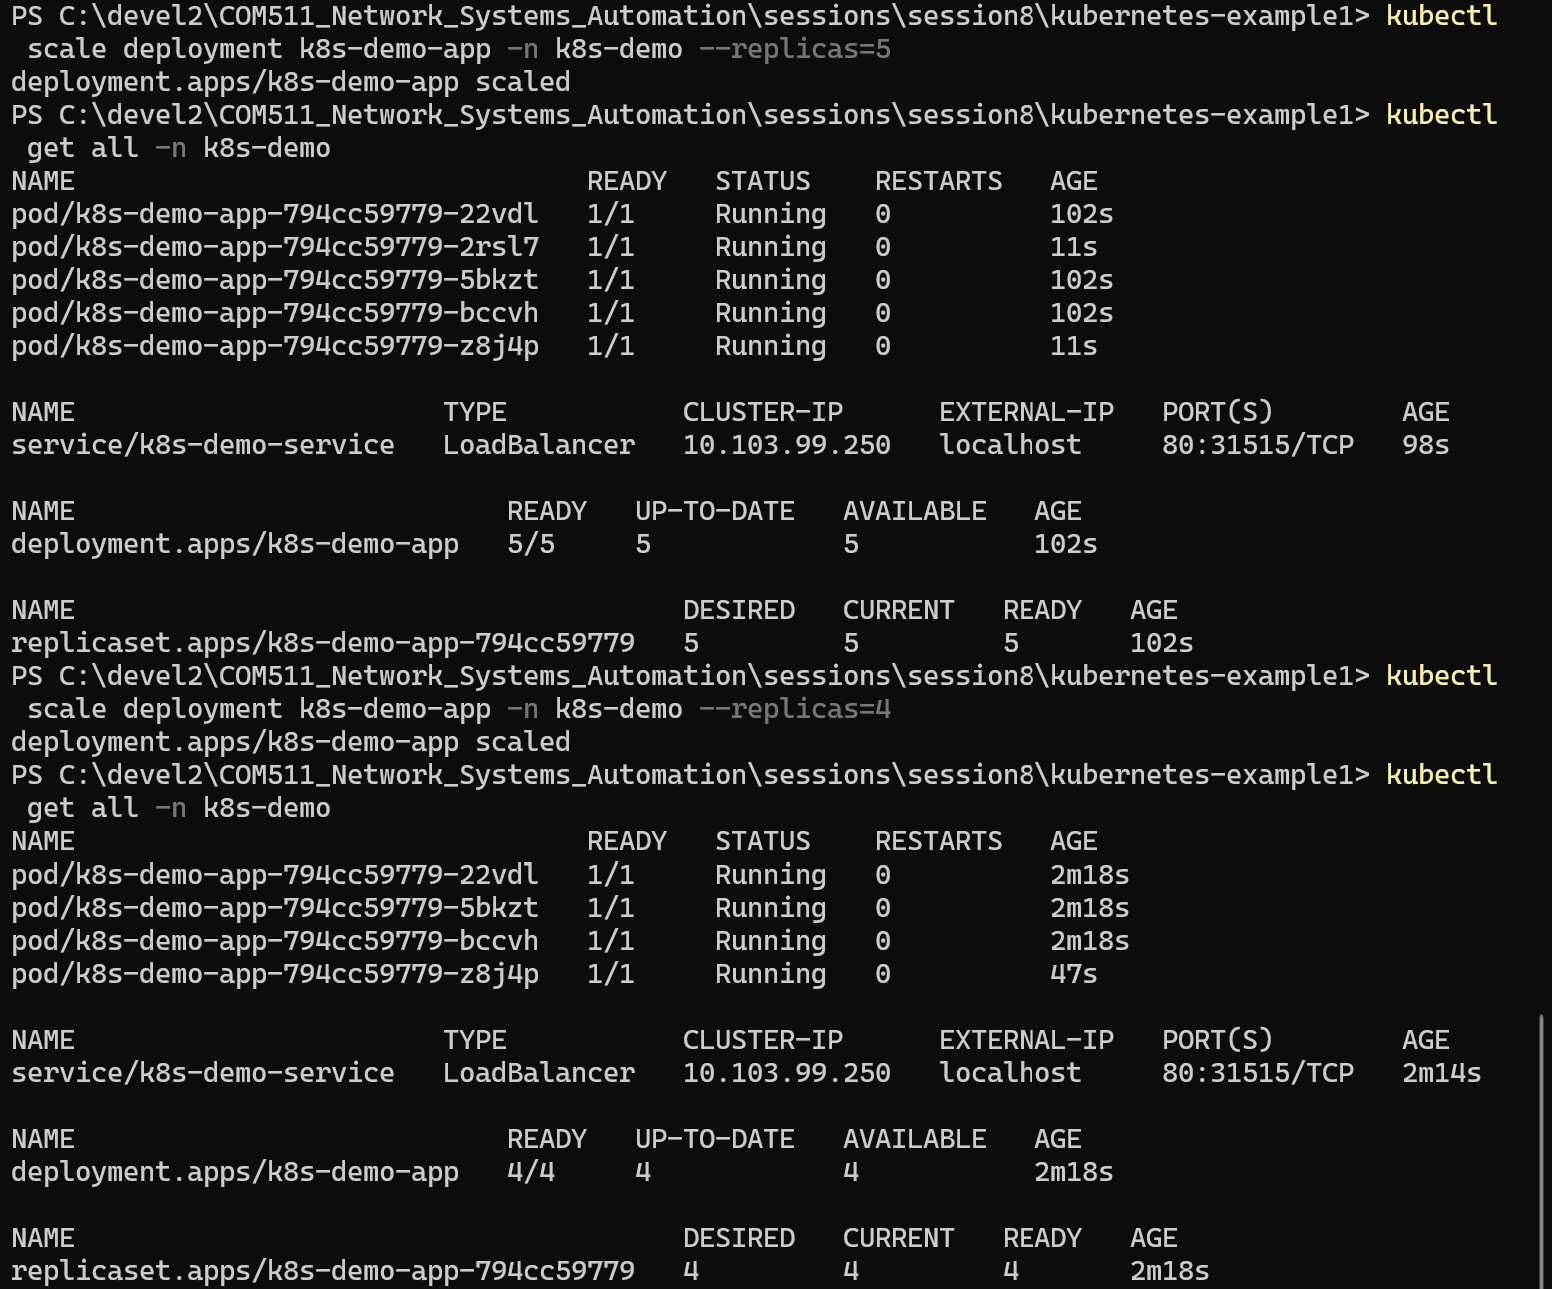 PS C:\devel2\COM511_Network_Systems_Automation\sessions\session8\kubernetes-example1> kubectl
 scale deployment k8s-demo-app -n k8s-demo --replicas=5
deployment.apps/k8s-demo-app scaled
PS C:\devel2\COM511_Network_Systems_Automation\sessions\session8\kubernetes-example1> kubectl
 get all -n k8s-demo
NAME                                READY   STATUS    RESTARTS   AGE
pod/k8s-demo-app-794cc59779-22vdl   1/1     Running   0          102s
pod/k8s-demo-app-794cc59779-2rsl7   1/1     Running   0          11s
pod/k8s-demo-app-794cc59779-5bkzt   1/1     Running   0          102s
pod/k8s-demo-app-794cc59779-bccvh   1/1     Running   0          102s
pod/k8s-demo-app-794cc59779-z8j4p   1/1     Running   0          11s

NAME                       TYPE           CLUSTER-IP      EXTERNAL-IP   PORT(S)        AGE
service/k8s-demo-service   LoadBalancer   10.103.99.250   localhost     80:31515/TCP   98s

NAME                           READY   UP-TO-DATE   AVAILABLE   AGE
deployment.apps/k8s-demo-app   5/5     5            5           102s

NAME                                      DESIRED   CURRENT   READY   AGE
replicaset.apps/k8s-demo-app-794cc59779   5         5         5       102s
PS C:\devel2\COM511_Network_Systems_Automation\sessions\session8\kubernetes-example1> kubectl
 scale deployment k8s-demo-app -n k8s-demo --replicas=4
deployment.apps/k8s-demo-app scaled
PS C:\devel2\COM511_Network_Systems_Automation\sessions\session8\kubernetes-example1> kubectl
 get all -n k8s-demo
NAME                                READY   STATUS    RESTARTS   AGE
pod/k8s-demo-app-794cc59779-22vdl   1/1     Running   0          2m18s
pod/k8s-demo-app-794cc59779-5bkzt   1/1     Running   0          2m18s
pod/k8s-demo-app-794cc59779-bccvh   1/1     Running   0          2m18s
pod/k8s-demo-app-794cc59779-z8j4p   1/1     Running   0          47s

NAME                       TYPE           CLUSTER-IP      EXTERNAL-IP   PORT(S)        AGE
service/k8s-demo-service   LoadBalancer   10.103.99.250   localhost     80:31515/TCP   2m14s

NAME                           READY   UP-TO-DATE   AVAILABLE   AGE
deployment.apps/k8s-demo-app   4/4     4            4           2m18s

NAME                                      DESIRED   CURRENT   READY   AGE
replicaset.apps/k8s-demo-app-794cc59779   4         4         4       2m18s